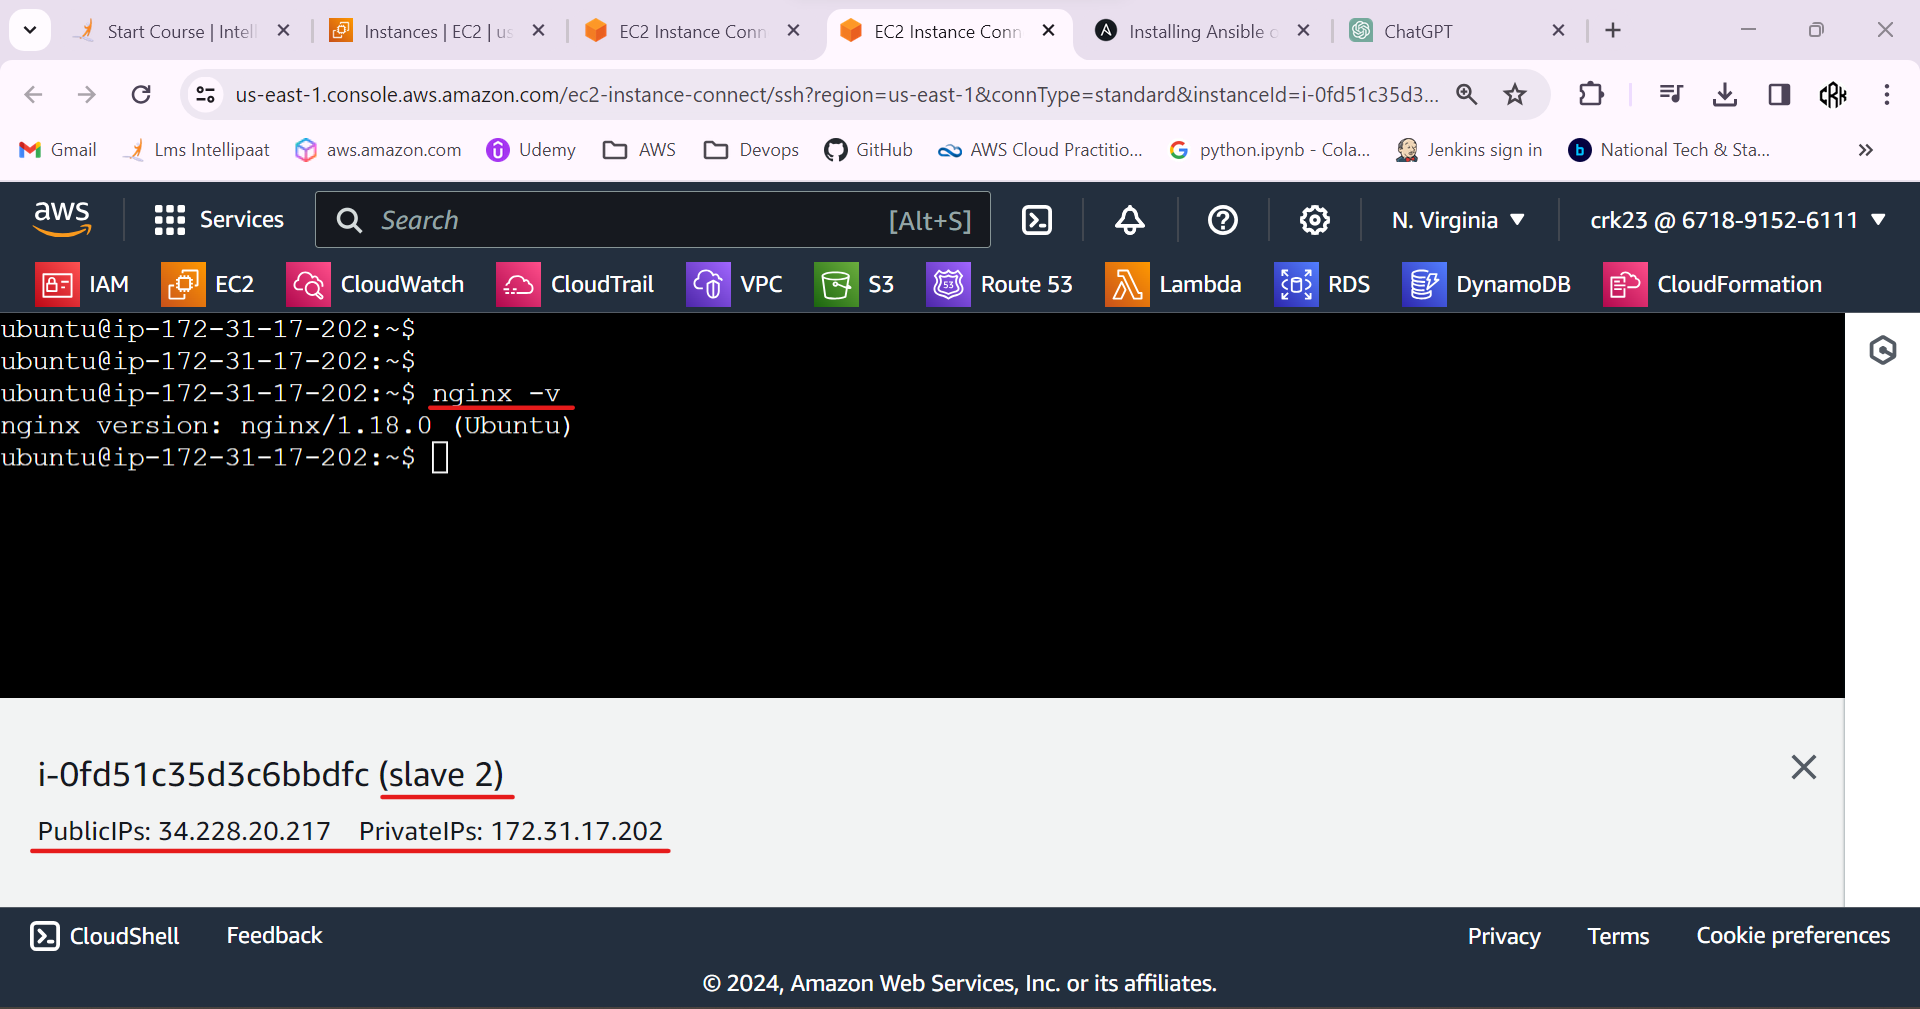 Start Course | Intell
Instances | EC2 | us
EC2 Instance Conn
EC2 Instance Conn
Installing Ansible o
ChatGPT
us-east-1.console.aws.amazon.com/ec2-instance-connect/ssh?region=us-east-1&connType=standard&instanceId=i-0fd51c35d3...
Gmail
Lms Intellipaat
aws.amazon.com
Udemy
AWS
Devops
GitHub
AWS Cloud Practitio...
python.ipynb - Cola...
Jenkins sign in
National Tech & Sta...
aws
Services
Search
[Alt+S]
N. Virginia
crk23 @ 6718-9152-6111
IAM
EC2
CloudWatch
CloudTrail
VPC
S3
Route 53
Lambda
RDS
DynamoDB
CloudFormation
ubuntu@ip-172-31-17-202:~$
ubuntu@ip-172-31-17-202:~$
ubuntu@ip-172-31-17-202:~$ nginx -v
nginx version: nginx/1.18.0 (Ubuntu)
ubuntu@ip-172-31-17-202:~$
i-0fd51c35d3c6bbdfc (slave 2)
PublicIPs: 34.228.20.217 PrivateIPs: 172.31.17.202
CloudShell
Feedback
Privacy
Terms
Cookie preferences
© 2024, Amazon Web Services, Inc. or its affiliates.